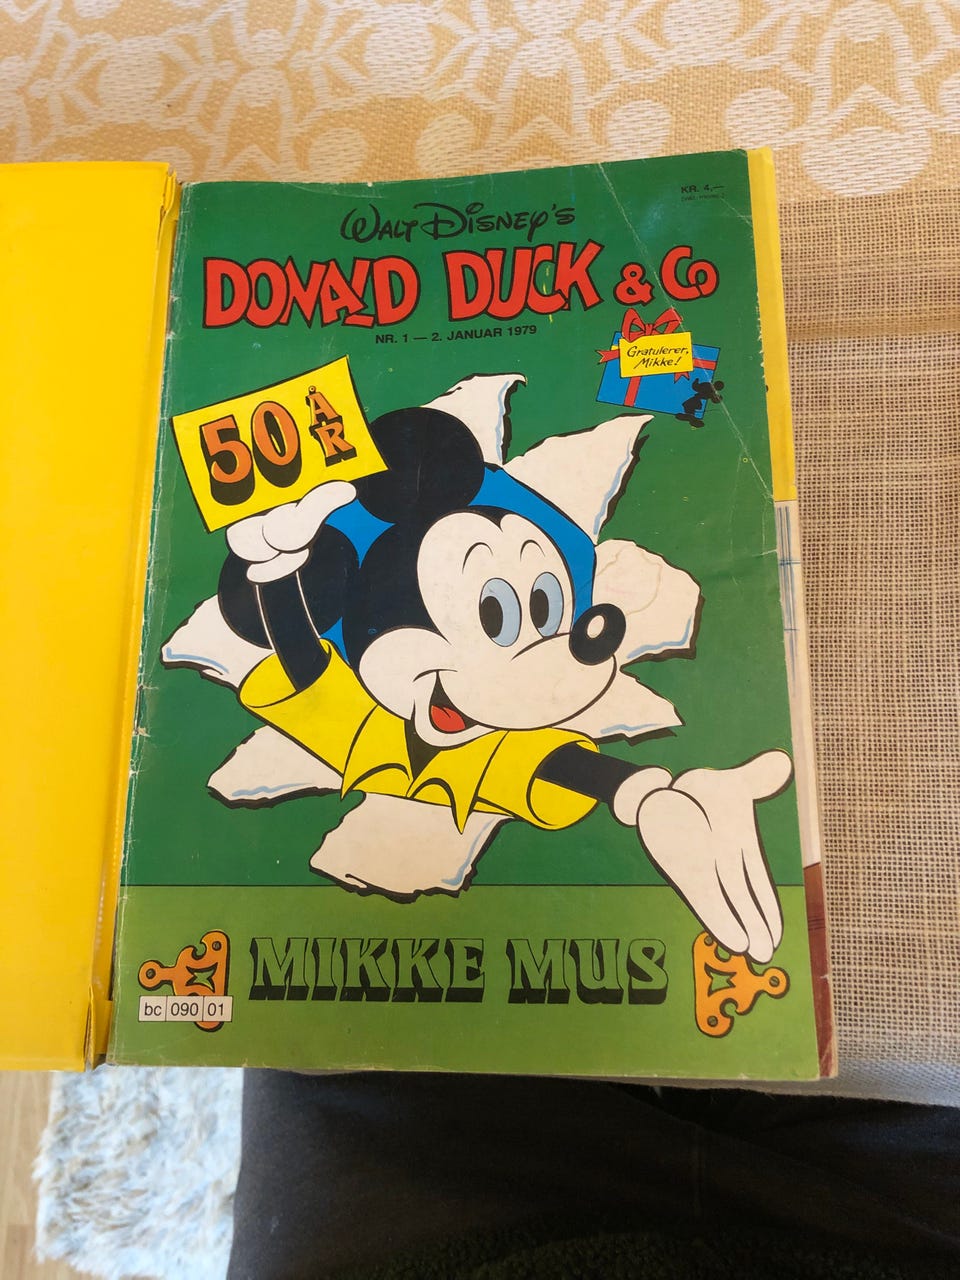 KR. 4,—
WALT DISNEY'S
DONALD DUCK & CO
NR. 1 — 2. JANUAR 1979
Gratulerer,
Mikke!
50 ÅR
MIKKE MUS
bc 090 01